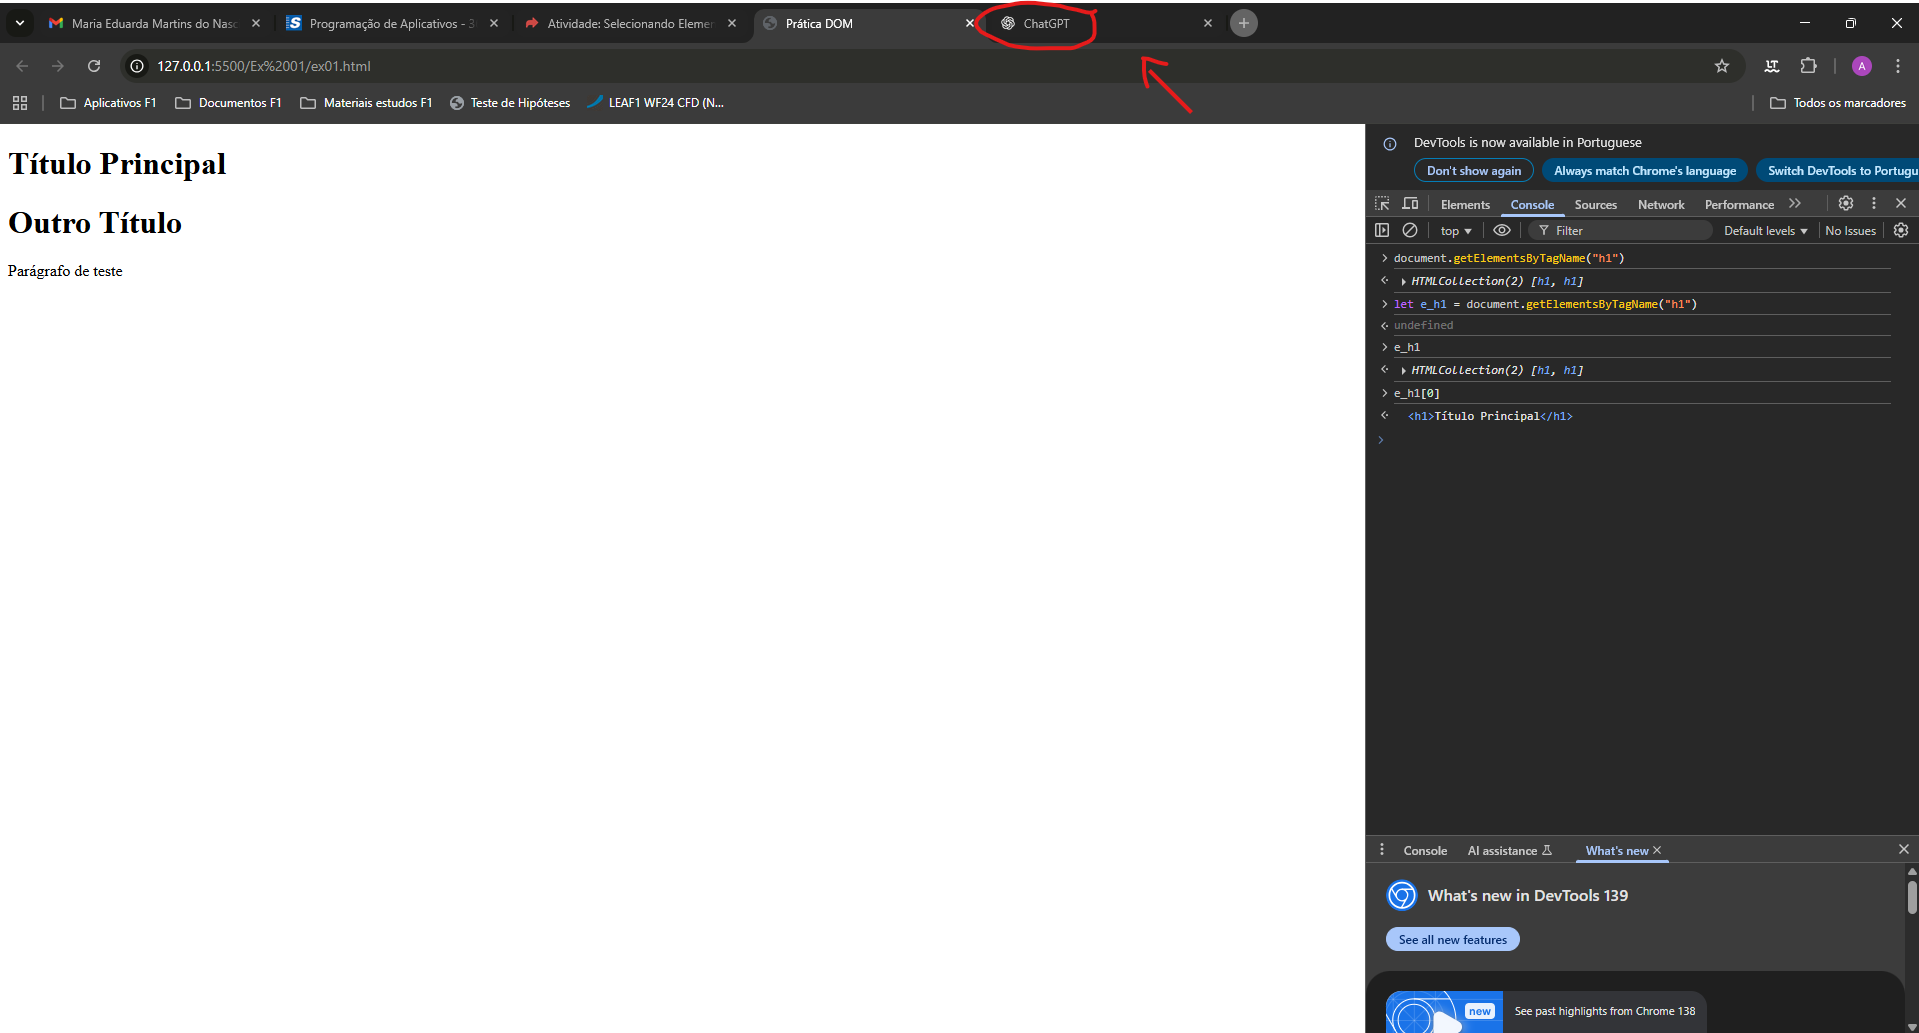 Maria Eduarda Martins do Nasc
Programação de Aplicativos - 3
Atividade: Selecionando Elemen
Prática DOM
ChatGPT
127.0.0.1:5500/Ex%2001/ex01.html
A
Aplicativos F1
Documentos F1
Materiais estudos F1
Teste de Hipóteses
LEAF1 WF24 CFD (N...
Todos os marcadores
Título Principal
Outro Título
Parágrafo de teste
DevTools is now available in Portuguese
Don't show again
Always match Chrome's language
Switch DevTools to Portugu
Elements
Console
Sources
Network
Performance
top
Filter
Default levels
No Issues
document.getElementsByTagName("h1")
HTMLCollection(2) [h1, h1]
let e_h1 = document.getElementsByTagName("h1")
undefined
e_h1
HTMLCollection(2) [h1, h1]
e_h1[0]
<h1>Título Principal</h1>
Console
AI assistance
What's new
What's new in DevTools 139
See all new features
new
See past highlights from Chrome 138